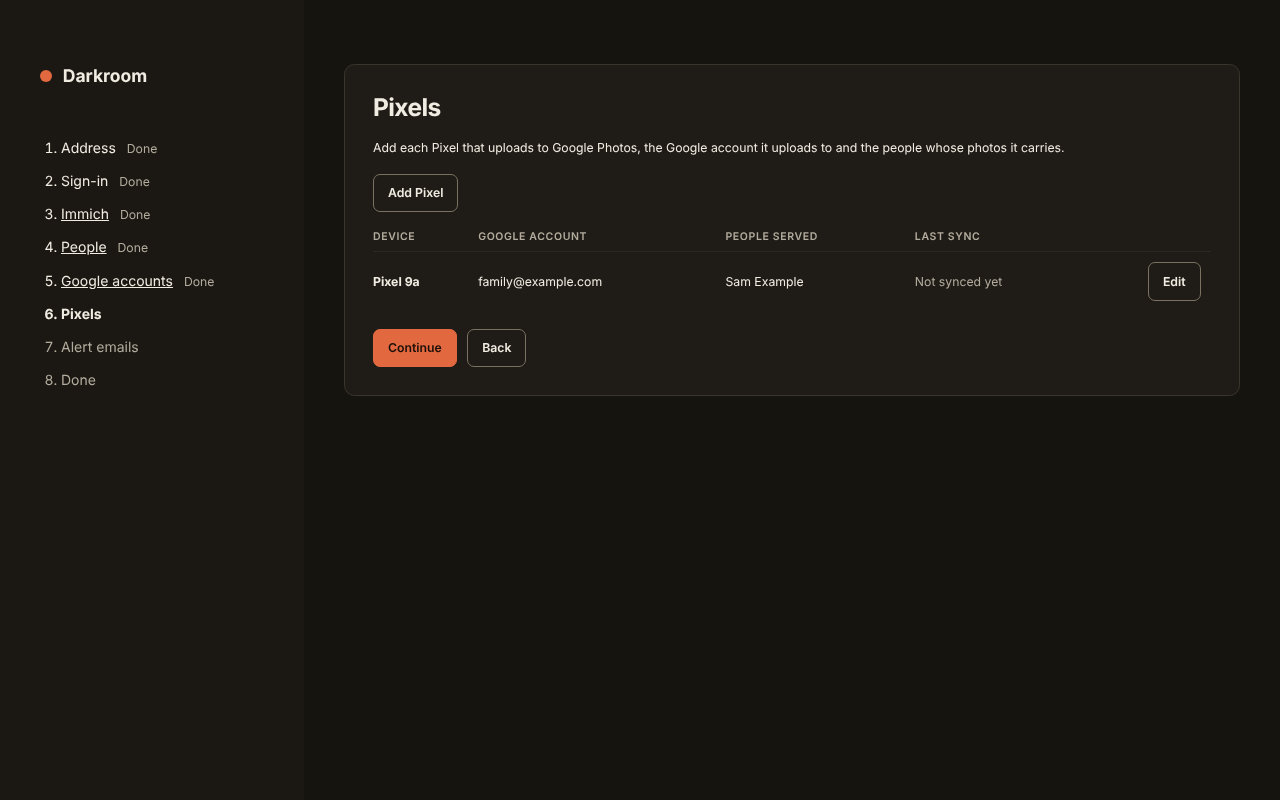 Darkroom
1. Address Done
2. Sign-in Done
3. Immich Done
4. People Done
5. Google accounts Done
6. Pixels
7. Alert emails
8. Done
Pixels
Add each Pixel that uploads to Google Photos, the Google account it uploads to and the people whose photos it carries.
Add Pixel
DEVICE GOOGLE ACCOUNT PEOPLE SERVED LAST SYNC
Pixel 9a family@example.com Sam Example Not synced yet Edit
Continue Back